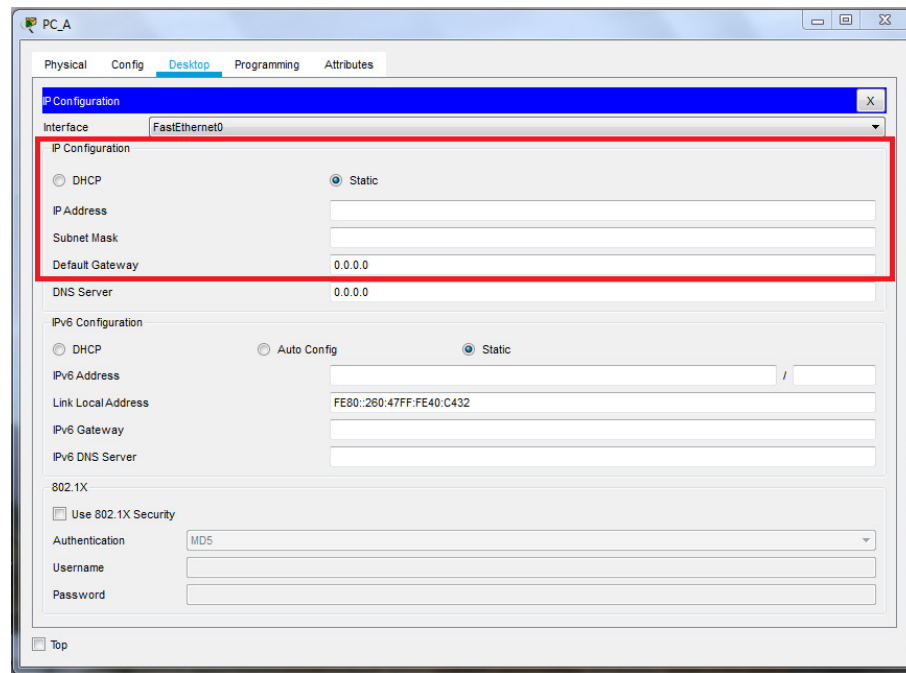 PC_A
Physical Config Desktop Programming Attributes
IP Configuration X
Interface FastEthernet0
IP Configuration
DHCP Static
IP Address
Subnet Mask
Default Gateway 0.0.0.0
DNS Server 0.0.0.0
IPv6 Configuration
DHCP Auto Config Static
IPv6 Address /
Link Local Address FE80::260:47FF:FE40:C432
IPv6 Gateway
IPv6 DNS Server
802.1X
Use 802.1X Security
Authentication MD5
Username
Password
Top